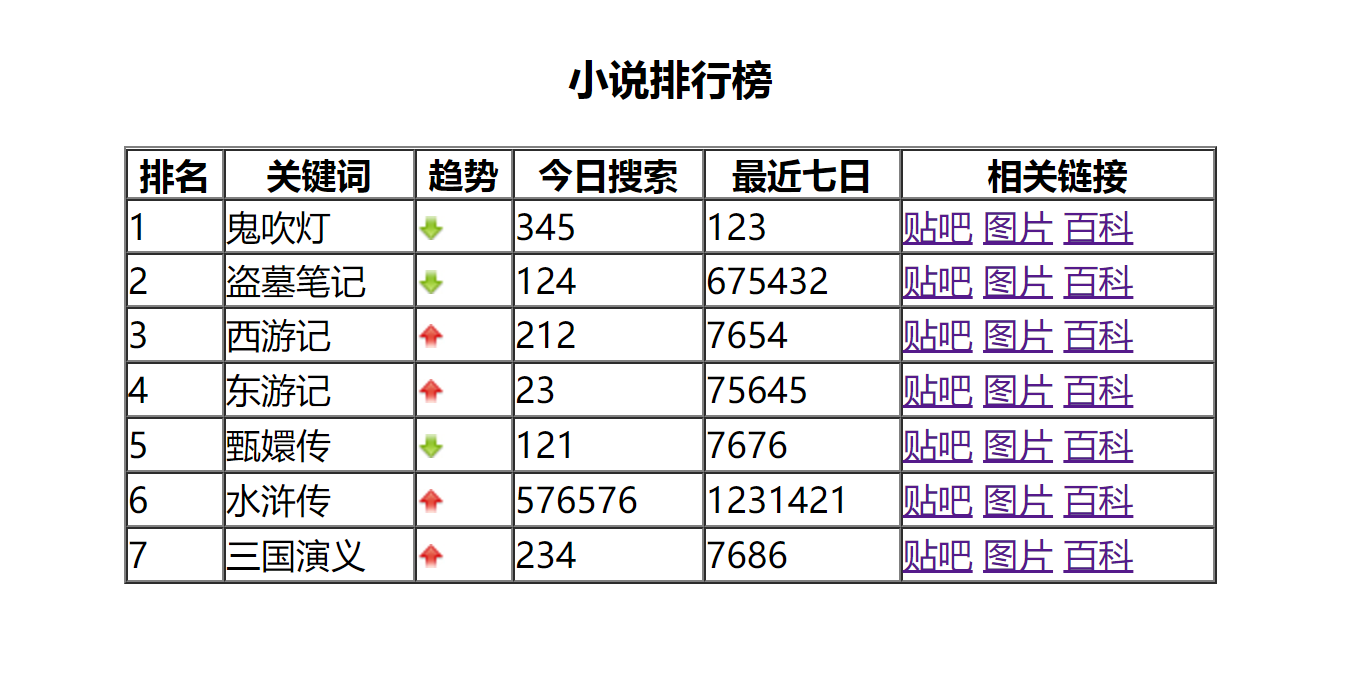 小说排行榜
排名 关键词 趋势 今日搜索 最近七日 相关链接
1 鬼吹灯 345 123 贴吧 图片 百科
2 盗墓笔记 124 675432 贴吧 图片 百科
3 西游记 212 7654 贴吧 图片 百科
4 东游记 23 75645 贴吧 图片 百科
5 甄嬛传 121 7676 贴吧 图片 百科
6 水浒传 576576 1231421 贴吧 图片 百科
7 三国演义 234 7686 贴吧 图片 百科